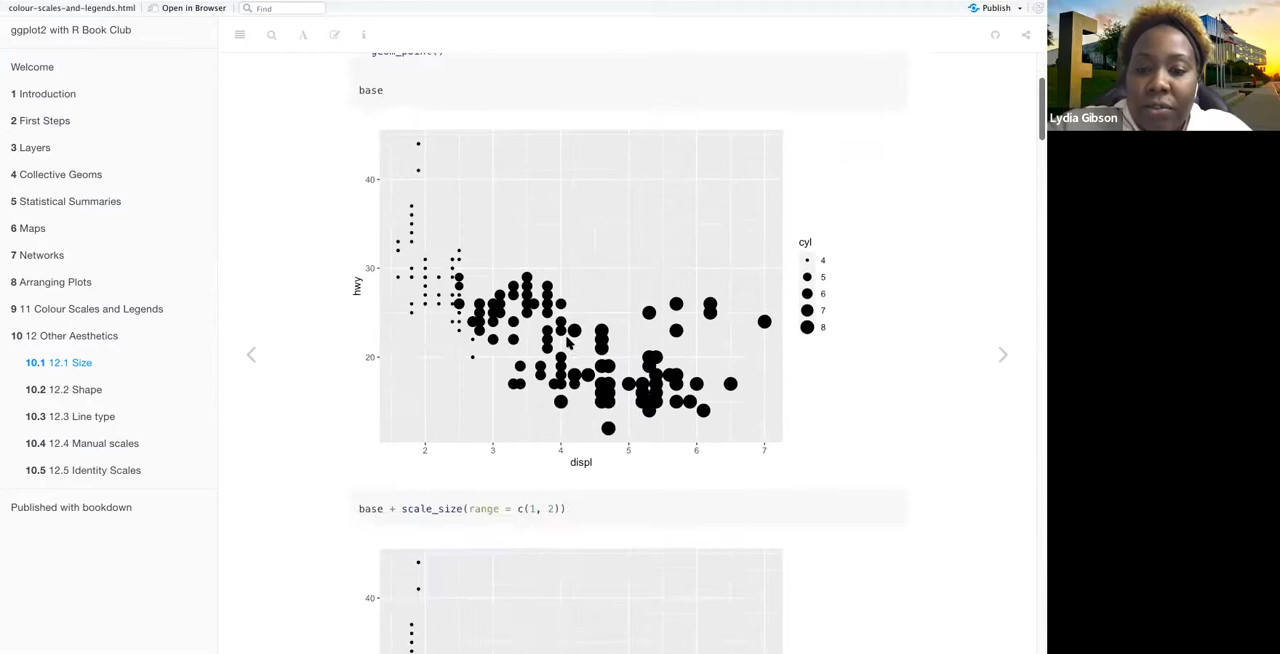 colour-scales-and-legends.html
Open in Browser
Find
Publish
ggplot2 with R Book Club
Welcome
1 Introduction
2 First Steps
3 Layers
4 Collective Geoms
5 Statistical Summaries
6 Maps
7 Networks
8 Arranging Plots
9 11 Colour Scales and Legends
10 12 Other Aesthetics
10.1 12.1 Size
10.2 12.2 Shape
10.3 12.3 Line type
10.4 12.4 Manual scales
10.5 12.5 Identity Scales
Published with bookdown
A
i
geom_point()
base
40
30
20
hwy
2 3 4 5 6 7
displ
cyl
4
5
6
7
8
base + scale_size(range = c(1, 2))
40
Lydia Gibson